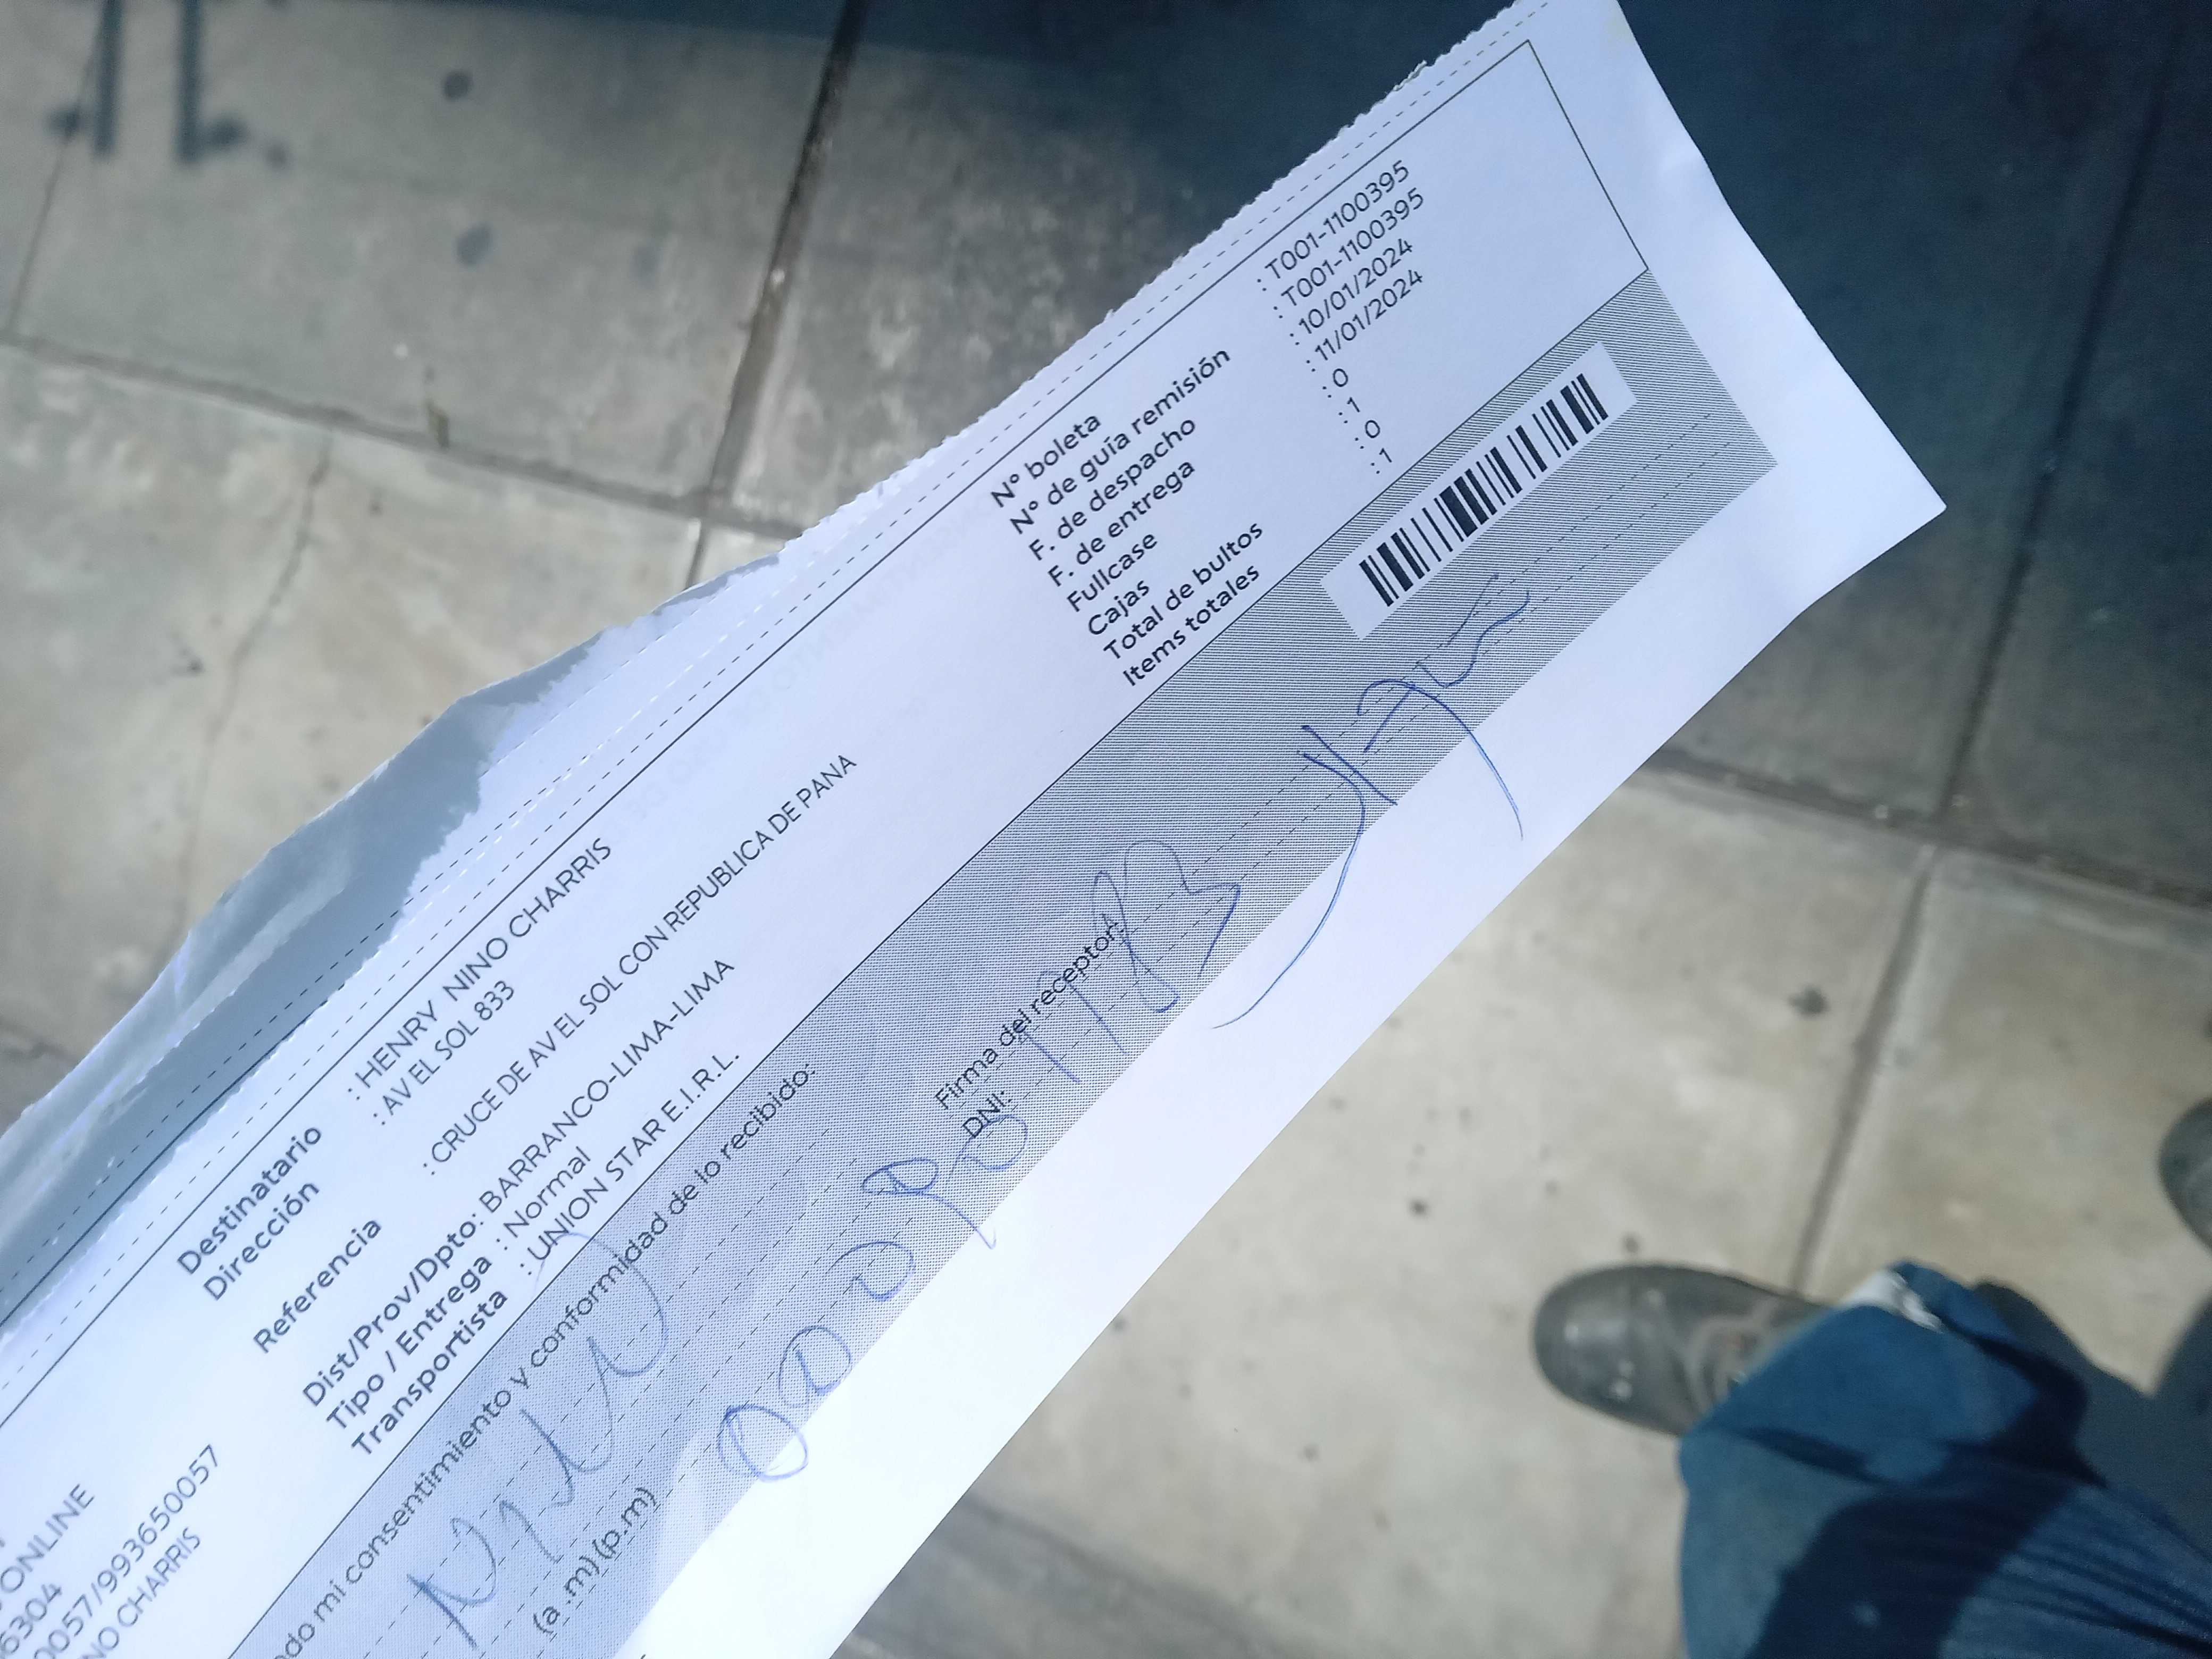 ONLINE
6304
0057/993650057
NO CHARRIS
Destinatario : HENRY NINO CHARRIS
Dirección : AV EL SOL 833
Referencia : CRUCE DE AV EL SOL CON REPUBLICA DE PANA
Dist/Prov/Dpto: BARRANCO-LIMA-LIMA
Tipo / Entrega : Normal
Transportista : UNION STAR E.I.R.L.
N° boleta : T001-1100395
N° de guía remisión : T001-1100395
F. de despacho : 10/01/2024
F. de entrega : 11/01/2024
Fullcase : 0
Cajas : 1
Total de bultos : 0
Items totales : 1
ndo mi consentimiento y conformidad de lo recibido:
(a .m) (p.m)
Firma del receptor:
DNI: